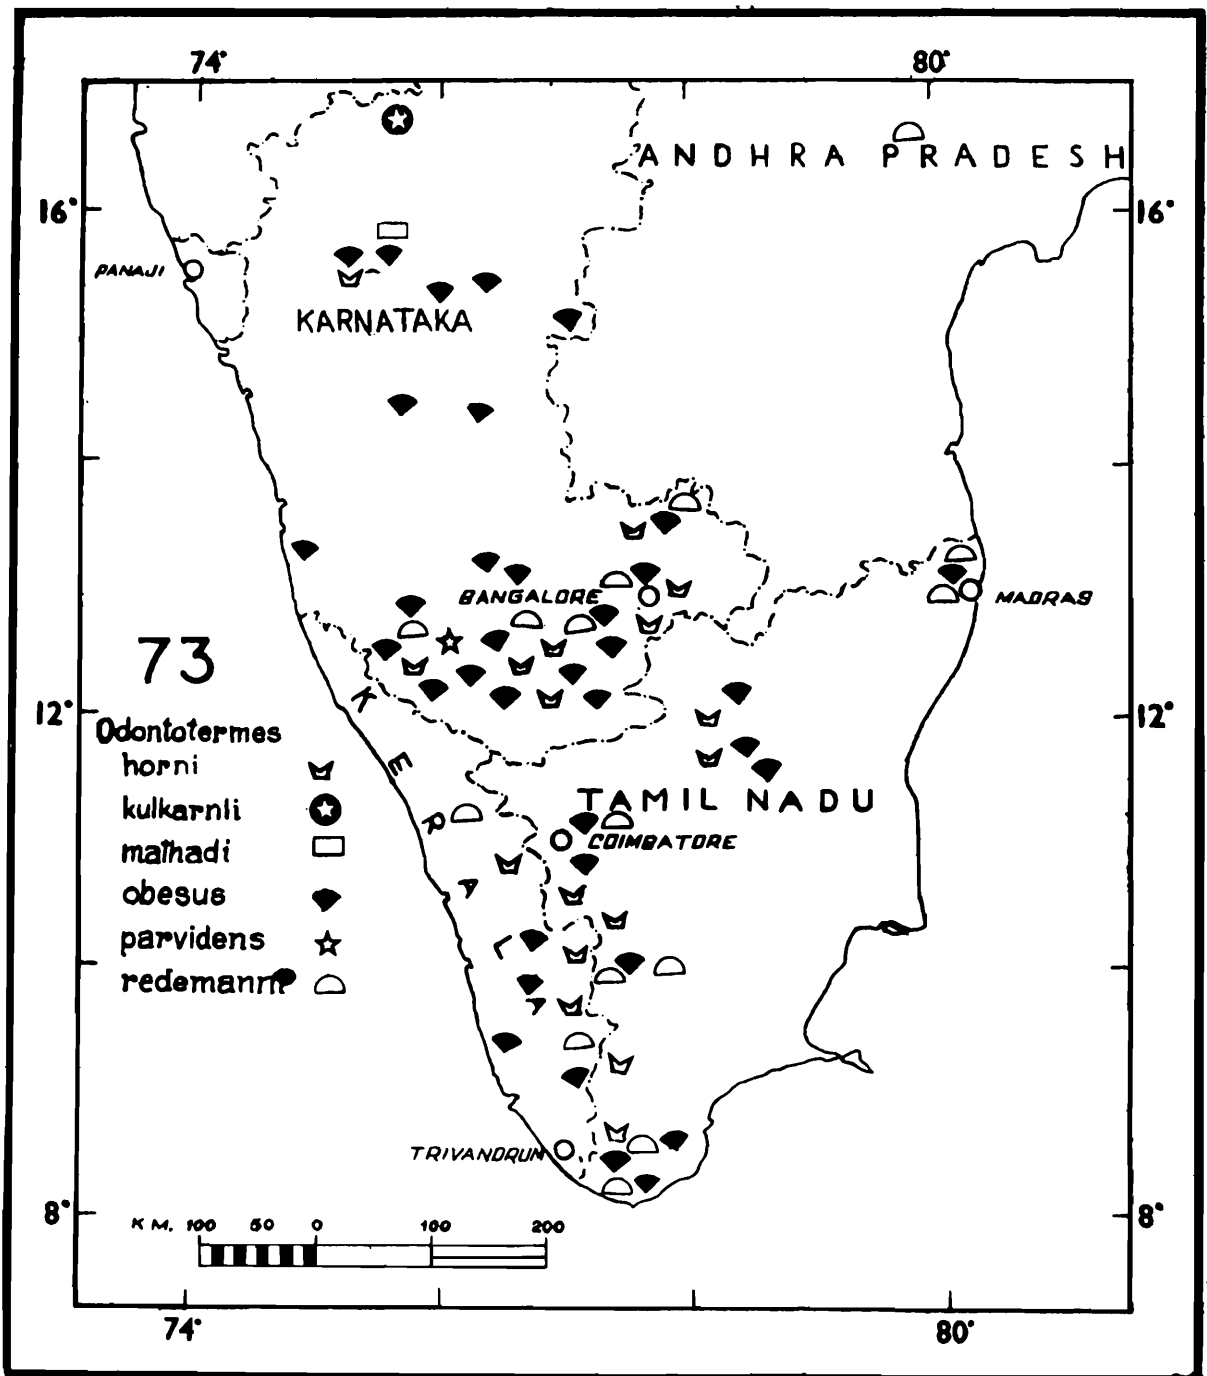 74° 80°
ANDHRA PRADESH
16° 16°
PANAJI
KARNATAKA
BANGALORE
MADRAS
73
12° 12°
KERALA
Odontotermes
horni
kulkarnii
mathadi
obesus
parvidens
TAMIL NADU
COIMBATORE
TRIVANDRUM
8° 8°
KM. 100 50 0 100 200
74° 80°